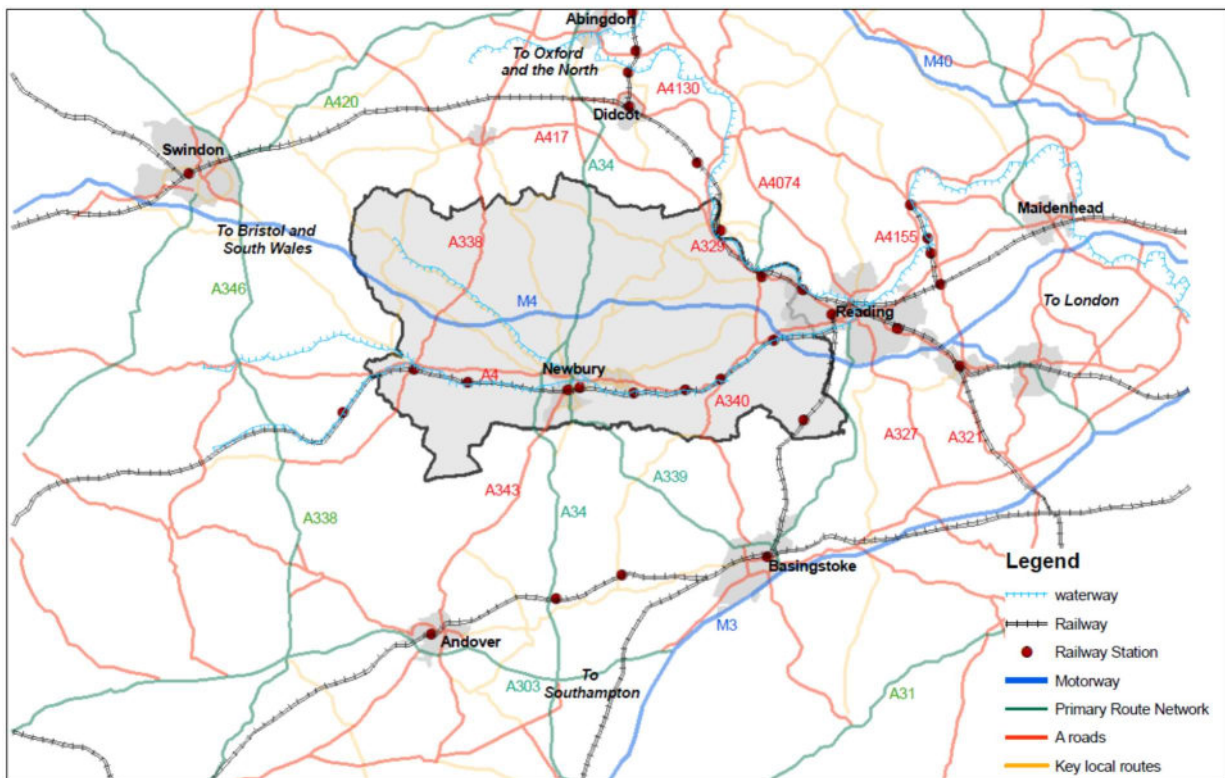 Abingdon
To Oxford
and the North
M40
A420
A4130
Didcot
Swindon
A417
A34
A4074
Maidenhead
To Bristol and
South Wales
A338
A329
A4155
A346
M4
To London
Reading
Newbury
A4
A340
A327
A321
A343
A339
A338
A34
Basingstoke
Andover
M3
To
Southampton
A303
A31
Legend
waterway
Railway
Railway Station
Motorway
Primary Route Network
A roads
Key local routes